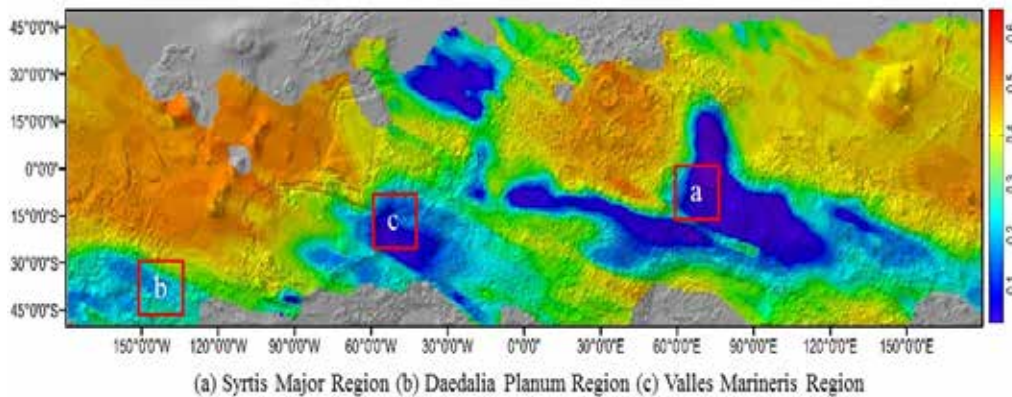 45°0'0"N
30°0'0"N
15°0'0"N
0°0'0"
15°0'0"S
30°0'0"S
45°0'0"S
a
c
b
150°0'0"W 120°0'0"W 90°0'0"W 60°0'0"W 30°0'0"W 0°0'0"E 30°0'0"E 60°0'0"E 90°0'0"E 120°0'0"E 150°0'0"E
(a) Syrtis Major Region (b) Daedalia Planum Region (c) Valles Marineris Region